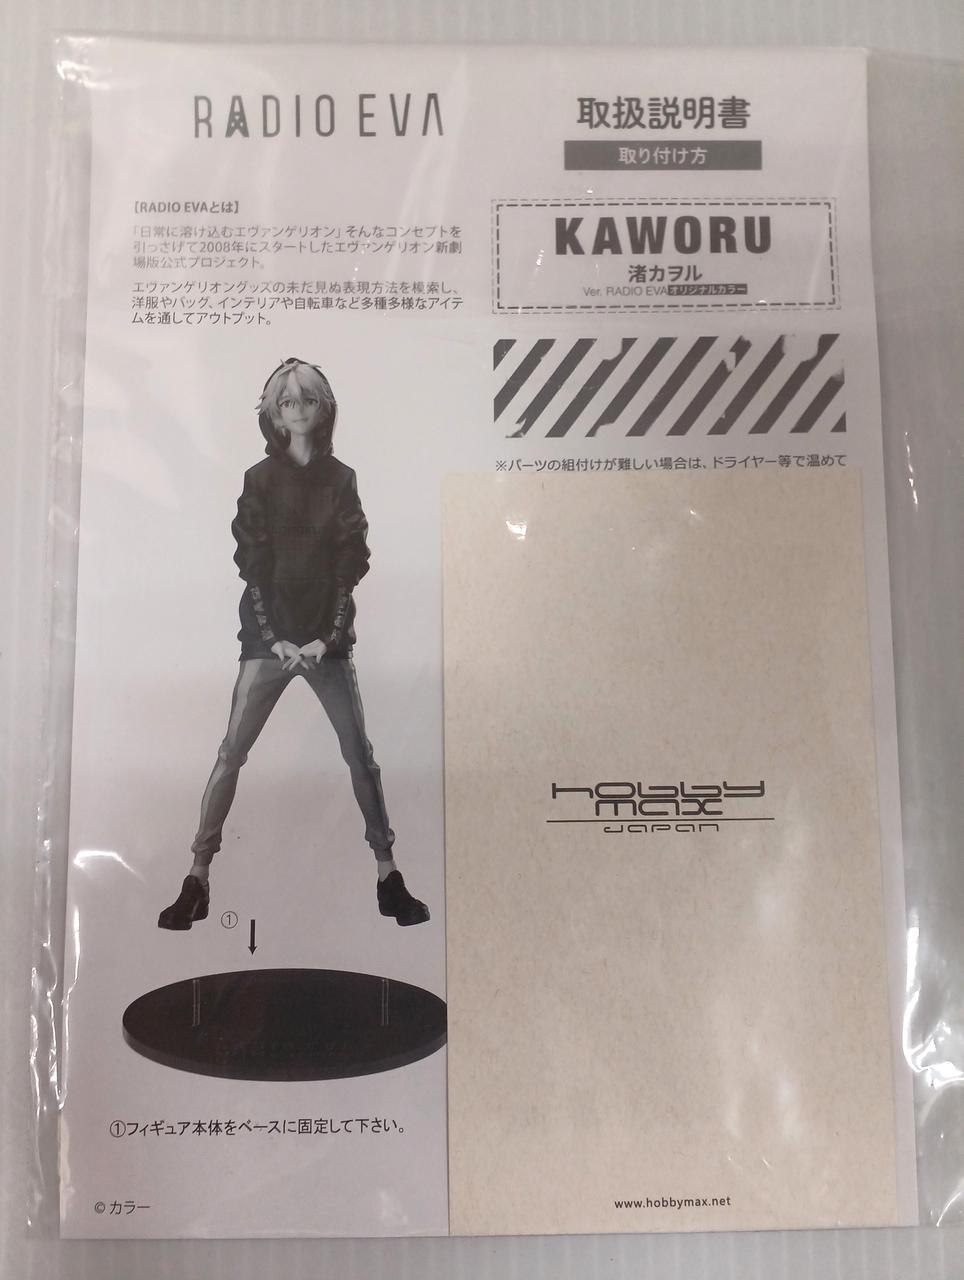 RADIO EVA
【RADIO EVAとは】
「日常に溶け込むエヴァンゲリオン」そんなコンセプトを
引っさげて2008年にスタートしたエヴァンゲリオン新劇
場版公式プロジェクト。
エヴァンゲリオングッズの未だ見ぬ表現方法を模索し、
洋服やバッグ、インテリアや自転車など多種多様なアイテ
ムを通してアウトプット。
①
①フィギュア本体をベースに固定して下さい。
© カラー
取扱説明書
取り付け方
KAWORU
渚カヲル
Ver. RADIO EVAオリジナルカラー
※パーツの組付けが難しい場合は、ドライヤー等で温めて
hobby
max
japan
www.hobbymax.net